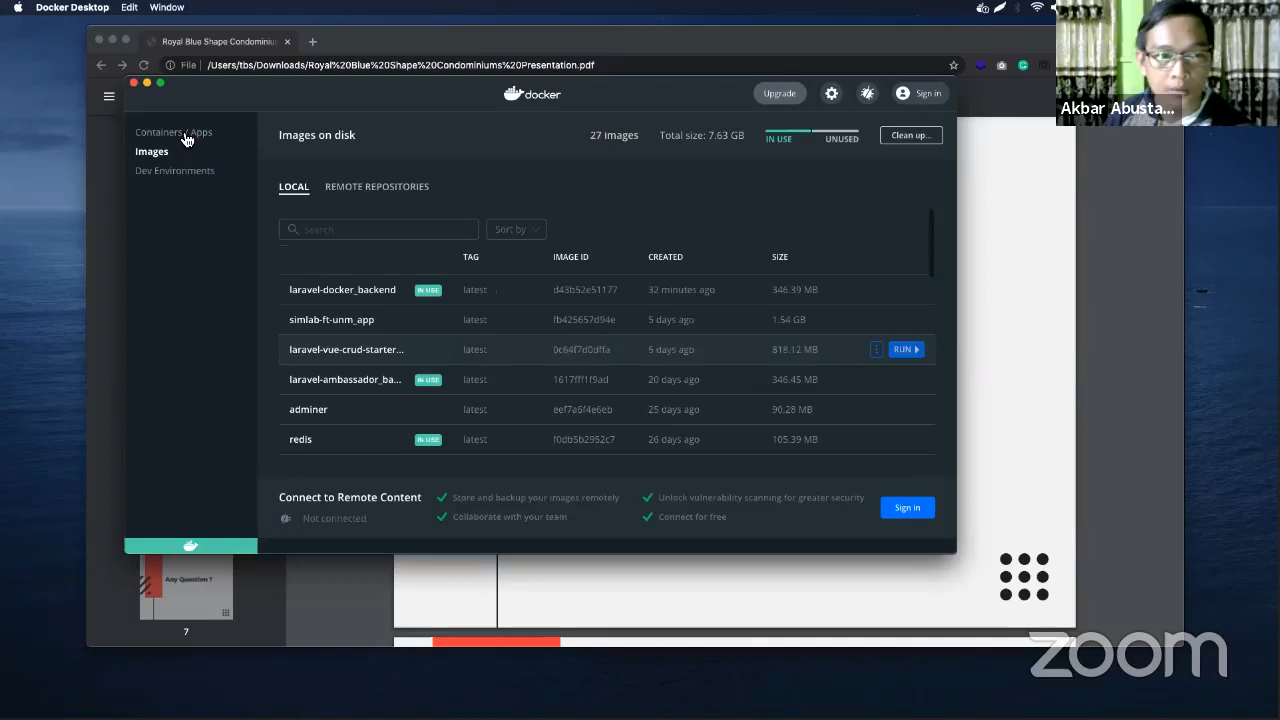 Docker Desktop Edit Window
Royal Blue Shape Condominiu
File /Users/tbs/Downloads/Royal%20Blue%20Shape%20Condominiums%20Presentation.pdf
docker
Upgrade
Sign in
Akbar Abusta...
Containers / Apps
Images
Dev Environments
Images on disk
27 images Total size: 7.63 GB
IN USE UNUSED
Clean up...
LOCAL REMOTE REPOSITORIES
Search
Sort by
TAG IMAGE ID CREATED SIZE
laravel-docker_backend IN USE latest d43b52e51177 32 minutes ago 346.39 MB
simlab-ft-unm_app latest fb425657d94e 5 days ago 1.54 GB
laravel-vue-crud-starter... latest 0c64f7d0dffa 5 days ago 818.12 MB RUN
laravel-ambassador_ba... IN USE latest 1617fff1f9ad 20 days ago 346.45 MB
adminer latest eef7a6f4e6eb 25 days ago 90.28 MB
redis IN USE latest f0db5b2952c7 26 days ago 105.39 MB
Connect to Remote Content
Not connected
Store and backup your images remotely
Unlock vulnerability scanning for greater security
Collaborate with your team
Connect for free
Sign in
Any Question ?
7
zoom